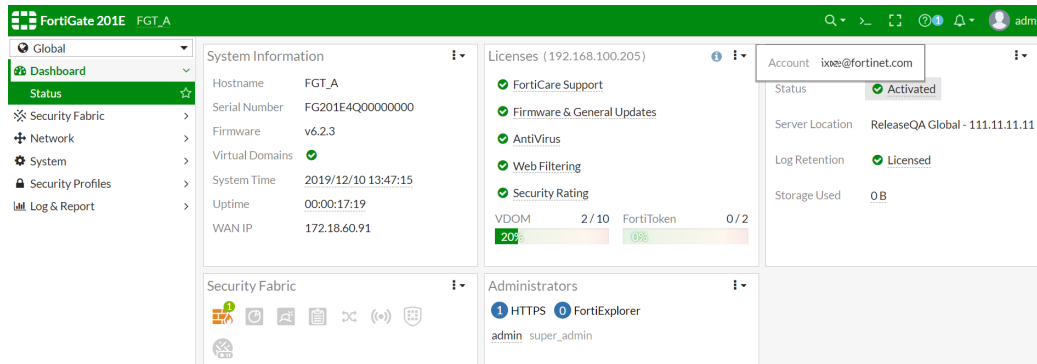 FortiGate 201E FGT_A
1
adm
Global
Dashboard
Status
Security Fabric
Network
System
Security Profiles
Log & Report
System Information
Hostname FGT_A
Serial Number FG201E4Q00000000
Firmware v6.2.3
Virtual Domains
System Time 2019/12/10 13:47:15
Uptime 00:00:17:19
WAN IP 172.18.60.91
Licenses (192.168.100.205)
FortiCare Support
Firmware & General Updates
AntiVirus
Web Filtering
Security Rating
VDOM 2 / 10 FortiToken 0 / 2
20% 0%
Account
Status Activated
Server Location ReleaseQA Global - 111.11.11.11
Log Retention Licensed
Storage Used 0 B
Security Fabric
1
Administrators
1 HTTPS 0 FortiExplorer
admin super_admin